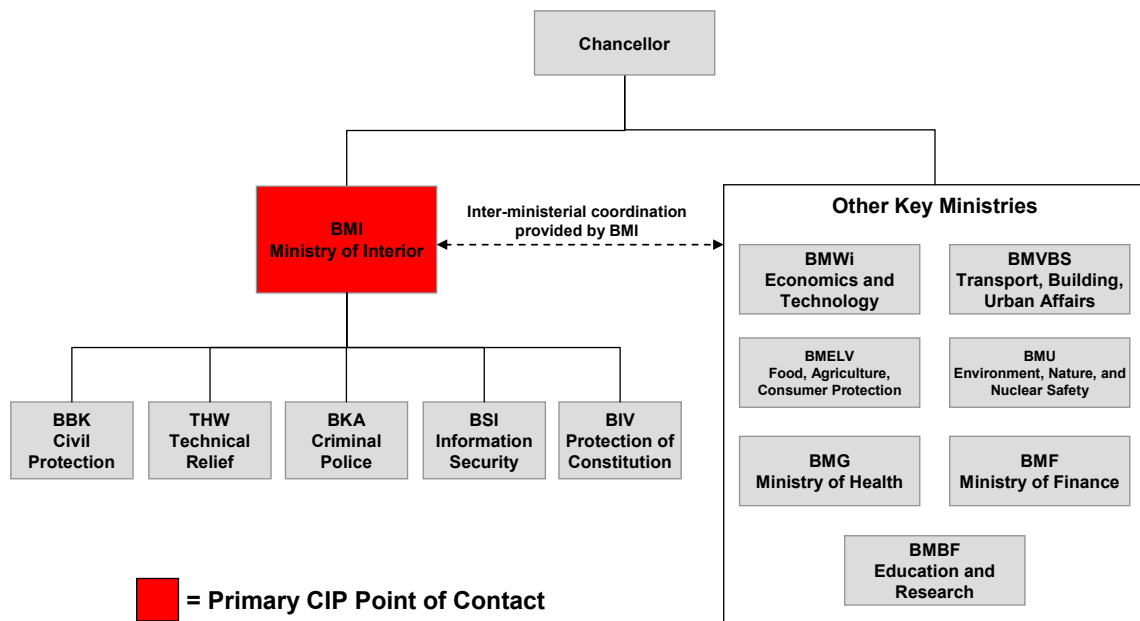 Chancellor
BMI
Ministry of Interior
Inter-ministerial coordination
provided by BMI
Other Key Ministries
BMWi
Economics and
Technology
BMVBS
Transport, Building,
Urban Affairs
BMELV
Food, Agriculture,
Consumer Protection
BMU
Environment, Nature, and
Nuclear Safety
BBK
Civil
Protection
THW
Technical
Relief
BKA
Criminal
Police
BSI
Information
Security
BIV
Protection of
Constitution
BMG
Ministry of Health
BMF
Ministry of Finance
BMBF
Education and
Research
= Primary CIP Point of Contact